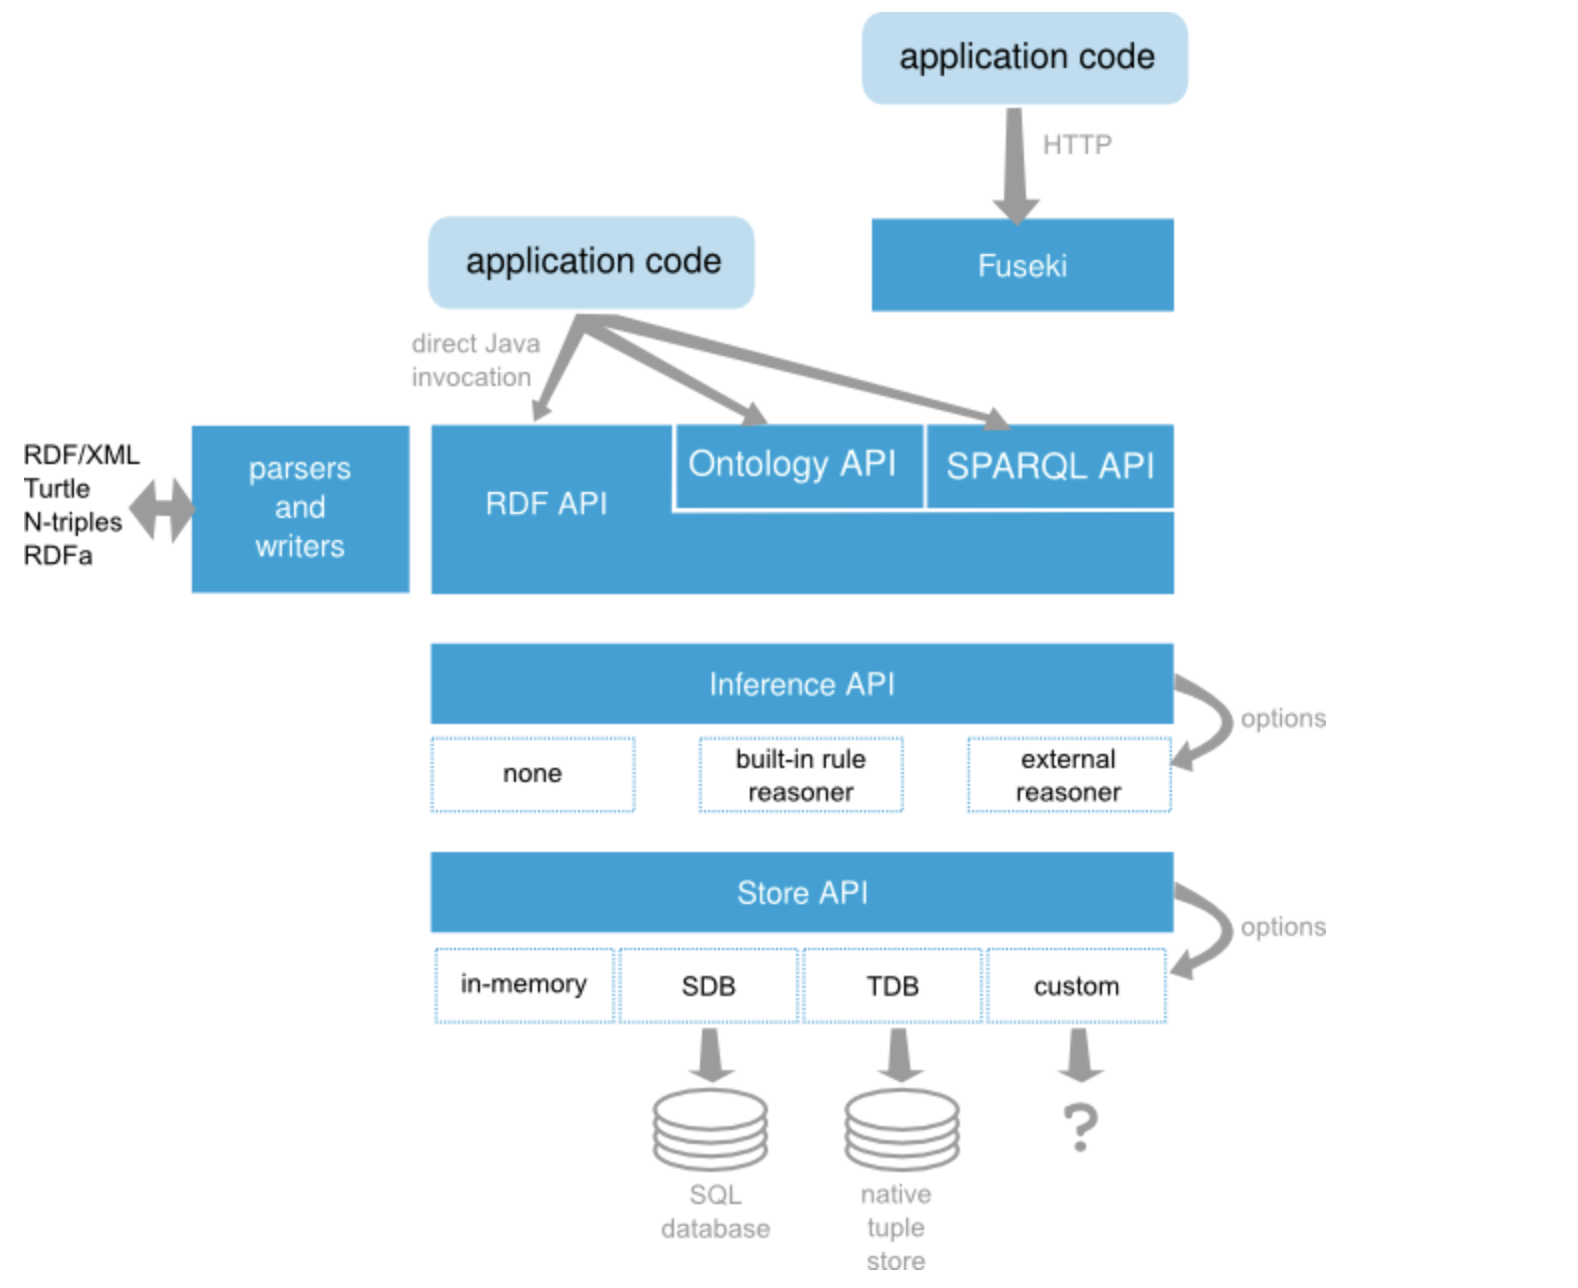 application code
HTTP
Fuseki
application code
direct Java
invocation
RDF/XML
Turtle
N-triples
RDFa
parsers
and
writers
RDF API
Ontology API
SPARQL API
Inference API
options
none
built-in rule
reasoner
external
reasoner
Store API
options
in-memory
SDB
TDB
custom
?
SQL
database
native
tuple
store